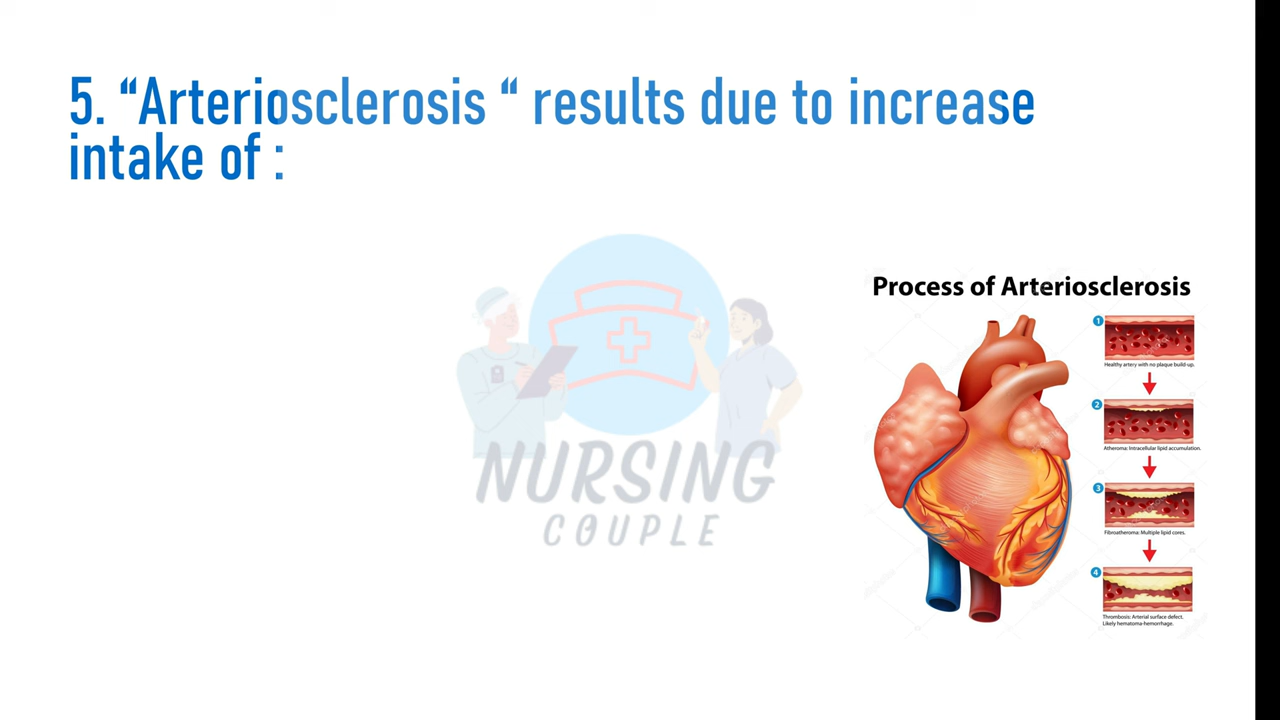 5. “Arteriosclerosis “ results due to increase
intake of :
Process of Arteriosclerosis
1
Healthy artery with no plaque build-up.
2
Atheroma: Intracellular lipid accumulation.
3
Fibroatheroma: Multiple lipid cores.
4
Thrombosis: Arterial surface defect.
Likely hematoma-hemorrhage.
NURSING
COUPLE